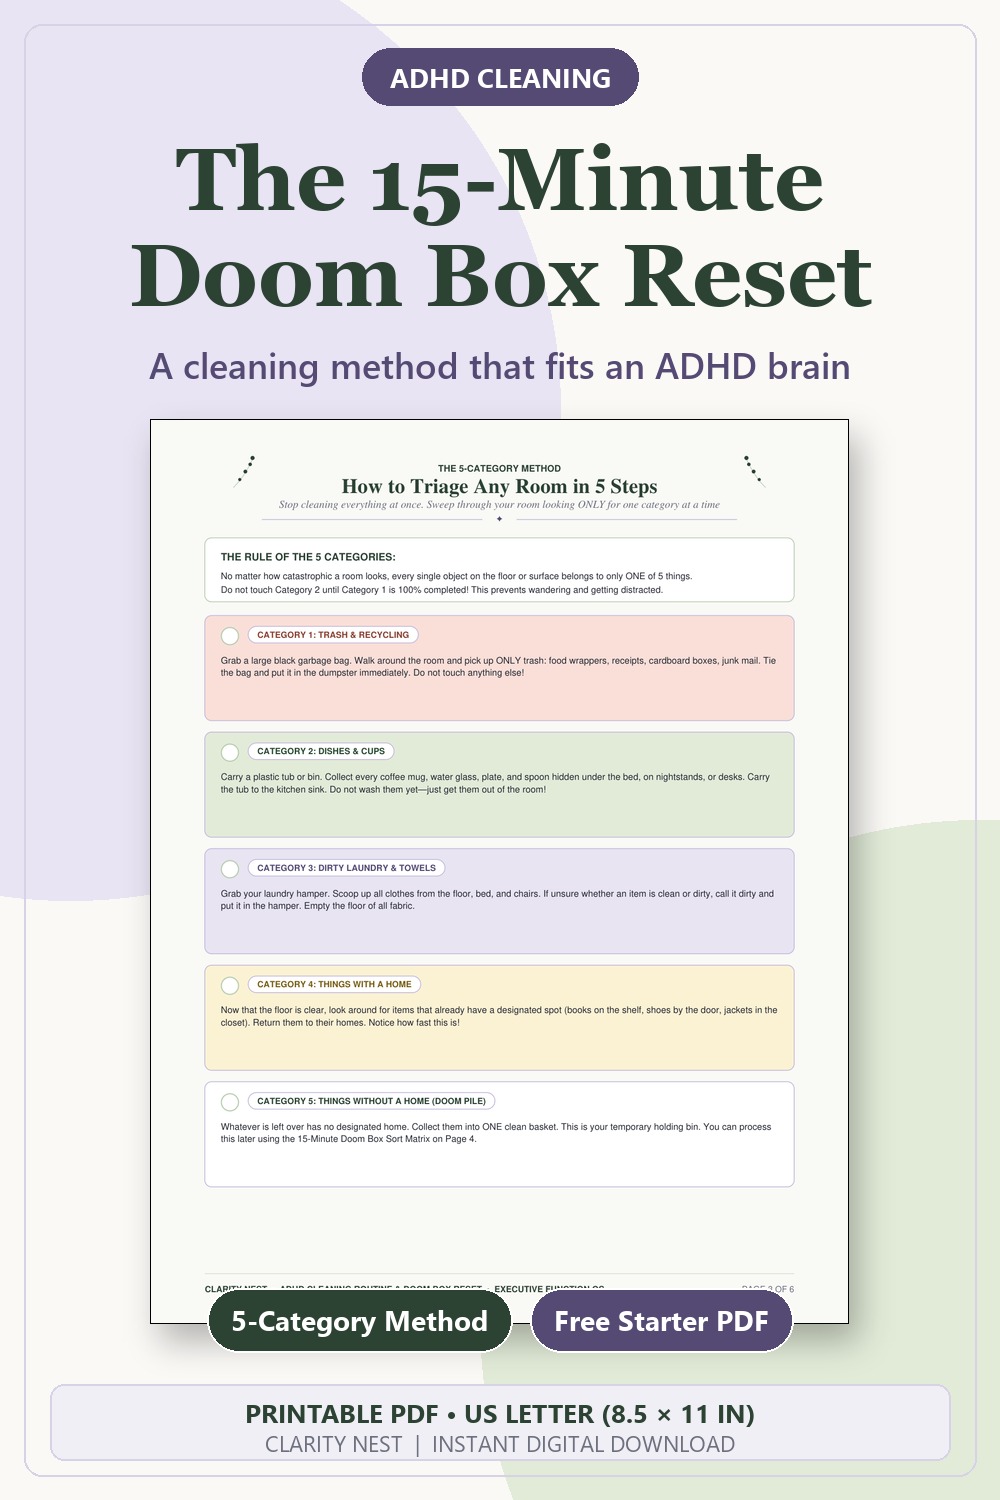 ADHD CLEANING
The 15-Minute
Doom Box Reset
A cleaning method that fits an ADHD brain
THE 5-CATEGORY METHOD
How to Triage Any Room in 5 Steps
Stop cleaning everything at once. Sweep through your room looking ONLY for one category at a time
THE RULE OF THE 5 CATEGORIES:
No matter how catastrophic a room looks, every single object on the floor or surface belongs to only ONE of 5 things.
Do not touch Category 2 until Category 1 is 100% completed! This prevents wandering and getting distracted.
CATEGORY 1: TRASH & RECYCLING
Grab a large black garbage bag. Walk around the room and pick up ONLY trash: food wrappers, receipts, cardboard boxes, junk mail. Tie
the bag and put it in the dumpster immediately. Do not touch anything else!
CATEGORY 2: DISHES & CUPS
Carry a plastic tub or bin. Collect every coffee mug, water glass, plate, and spoon hidden under the bed, on nightstands, or desks. Carry
the tub to the kitchen sink. Do not wash them yet—just get them out of the room!
CATEGORY 3: DIRTY LAUNDRY & TOWELS
Grab your laundry hamper. Scoop up all clothes from the floor, bed, and chairs. If unsure whether an item is clean or dirty, call it dirty and
put it in the hamper. Empty the floor of all fabric.
CATEGORY 4: THINGS WITH A HOME
Now that the floor is clear, look around for items that already have a designated spot (books on the shelf, shoes by the door, jackets in the
closet). Return them to their homes. Notice how fast this is!
CATEGORY 5: THINGS WITHOUT A HOME (DOOM PILE)
Whatever is left over has no designated home. Collect them into ONE clean basket. This is your temporary holding bin. You can process
this later using the 15-Minute Doom Box Sort Matrix on Page 4.
CLARITY NEST ADHD CLEANING ROUTINE & DOOM BOX RESET EXECUTIVE FUNCTION OS
PAGE OF 6
5-Category Method
Free Starter PDF
PRINTABLE PDF • US LETTER (8.5 × 11 IN)
CLARITY NEST | INSTANT DIGITAL DOWNLOAD